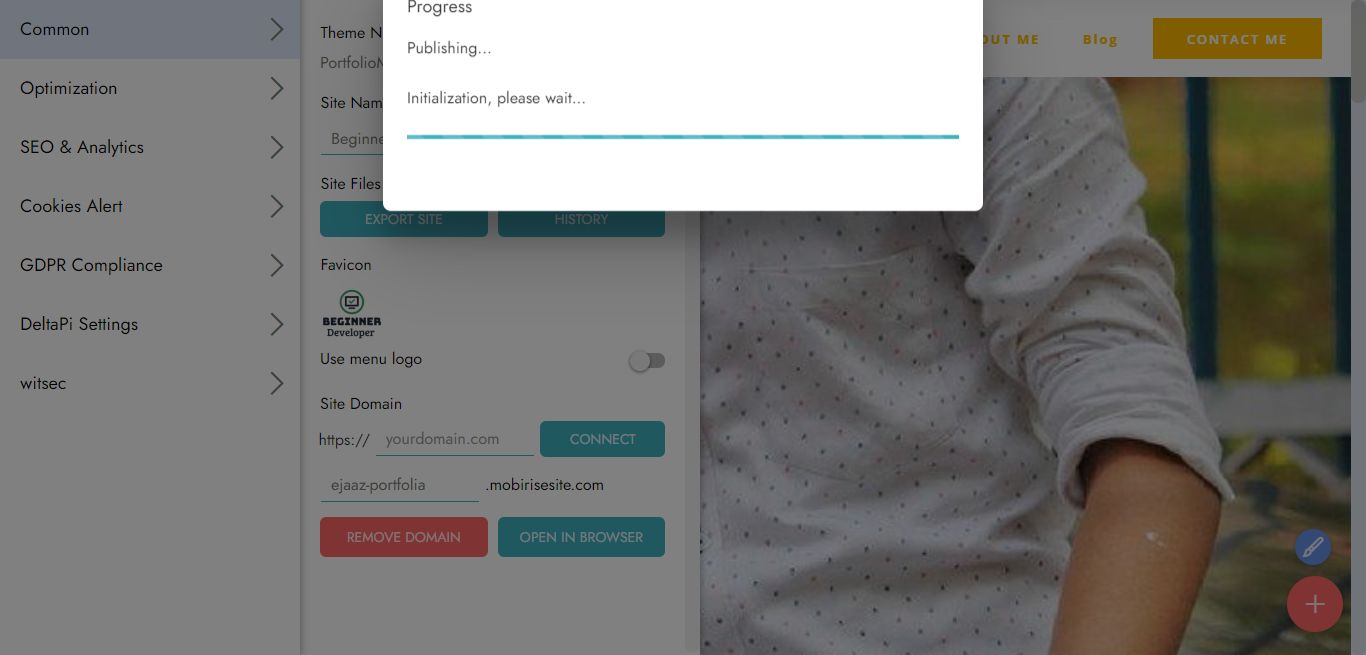 Common
Optimization
SEO & Analytics
Cookies Alert
GDPR Compliance
DeltaPi Settings
witsec
Theme N
PortfolioM
Site Nam
Beginne
Site Files
EXPORT SITE
HISTORY
Favicon
BEGINNER
Developer
Use menu logo
Site Domain
https://
yourdomain.com
CONNECT
ejaaz-portfolia
.mobirisesite.com
REMOVE DOMAIN
OPEN IN BROWSER
Progress
Publishing...
Initialization, please wait...
OUT ME
Blog
CONTACT ME